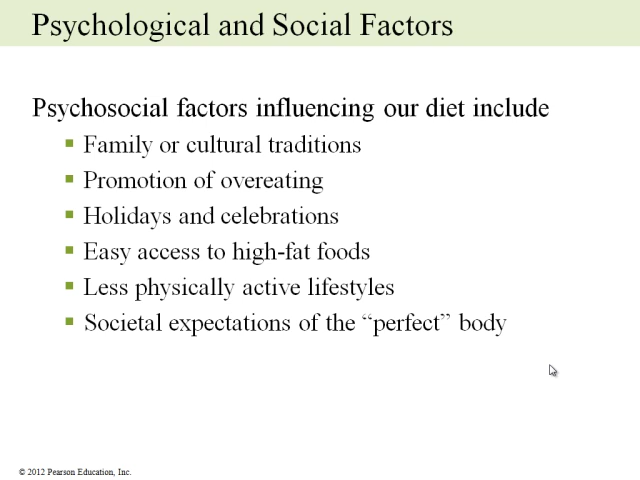 Psychological and Social Factors
Psychosocial factors influencing our diet include
Family or cultural traditions
Promotion of overeating
Holidays and celebrations
Easy access to high-fat foods
Less physically active lifestyles
Societal expectations of the “perfect” body
© 2012 Pearson Education, Inc.